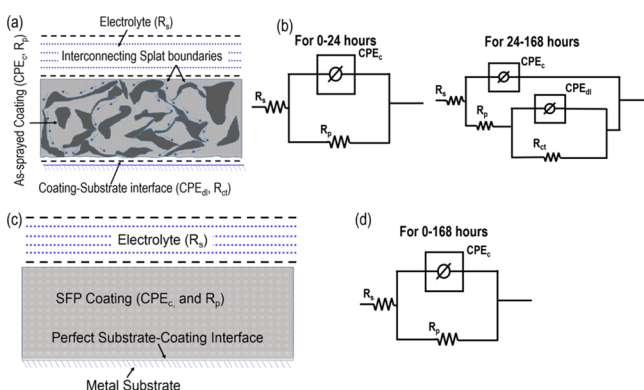 (a)
Electrolyte (Rs)
Interconnecting Splat boundaries
As-sprayed Coating (CPEc, Rp)
Coating-Substrate interface (CPEdl, Rct)
(b)
For 0-24 hours
CPEc
Rs
Rp
For 24-168 hours
CPEc
Rs
CPEdl
Rp
Rct
(c)
Electrolyte (Rs)
SFP Coating (CPEc, and Rp)
Perfect Substrate-Coating Interface
Metal Substrate
(d)
For 0-168 hours
CPEc
Rs
Rp